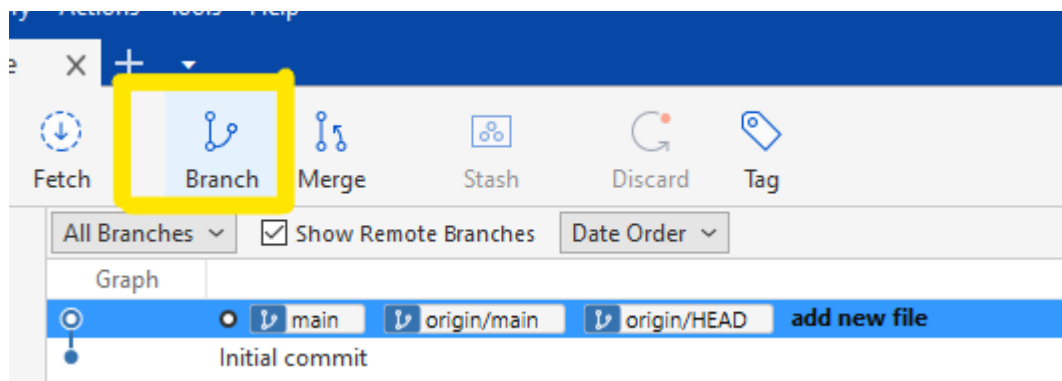 Fetch Branch Merge Stash Discard Tag
All Branches Show Remote Branches Date Order
Graph
main origin/main origin/HEAD add new file
Initial commit